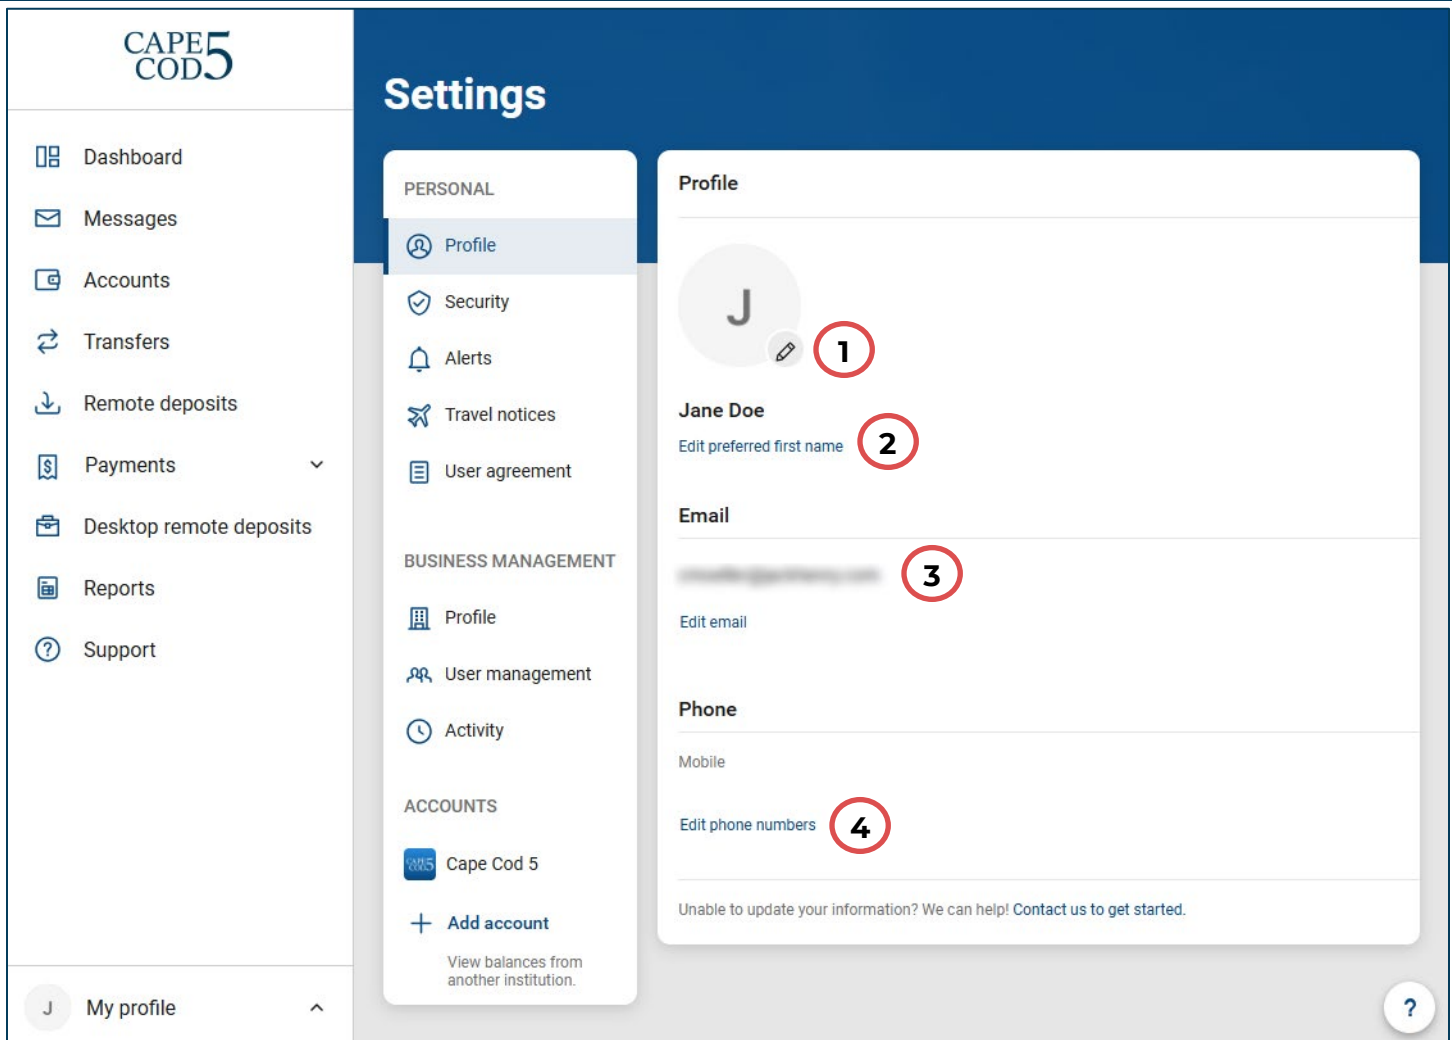 CAPE
COD5
Dashboard
Messages
Accounts
Transfers
Remote deposits
Payments
Desktop remote deposits
Reports
Support
J
My profile
Settings
PERSONAL
Profile
Security
Alerts
Travel notices
User agreement
BUSINESS MANAGEMENT
Profile
User management
Activity
ACCOUNTS
CAPE
COD5
Cape Cod 5
Add account
View balances from
another institution.
Profile
J
1
Jane Doe
Edit preferred first name
2
Email
3
Edit email
Phone
Mobile
Edit phone numbers
4
Unable to update your information? We can help! Contact us to get started.
?